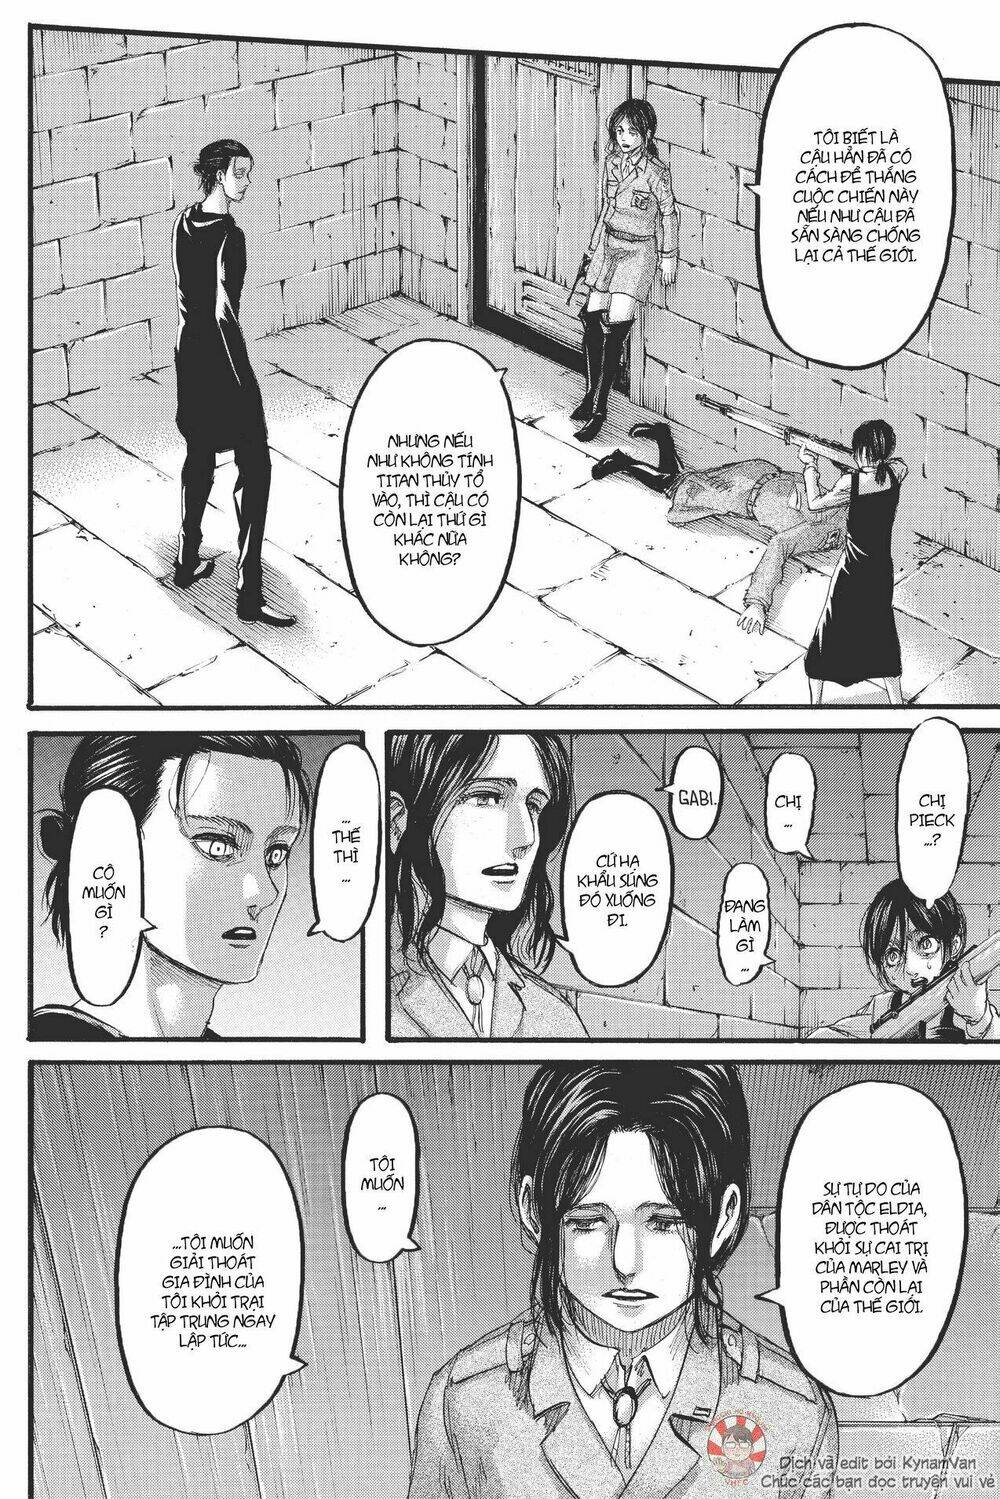 TÔI BIẾT LÀ
CẬU HẲN ĐÃ CÓ
CÁCH ĐỂ THẮNG
CUỘC CHIẾN NÀY
NẾU NHƯ CẬU ĐÃ
SẴN SÀNG CHỐNG
LẠI CẢ THẾ GIỚI.
NHƯNG NẾU
NHƯ KHÔNG TÍNH
TITAN THỦY TỔ
VÀO, THÌ CẬU CÓ
CÒN LẠI THỨ GÌ
KHÁC NỮA
KHÔNG?
CHỊ
PIECK
...?
CHỊ
...
ĐANG
LÀM
GÌ
...
GABI.
CỨ HẠ
KHẨU SÚNG
ĐÓ XUỐNG
ĐI.
...
THẾ
THÌ
...
CÔ
MUỐN
GÌ
?
SỰ TỰ DO CỦA
DÂN TỘC ELDIA,
ĐƯỢC THOÁT
KHỎI SỰ CAI TRỊ
CỦA MARLEY VÀ
PHẦN CÒN LẠI
CỦA THẾ GIỚI.
TÔI
MUỐN
...
...TÔI MUỐN
GIẢI THOÁT
GIA ĐÌNH CỦA
TÔI KHỎI TRẠI
TẬP TRUNG NGAY
LẬP TỨC...
Dịch và edit bởi KynamVan
Chúc các bạn đọc truyện vui vẻ